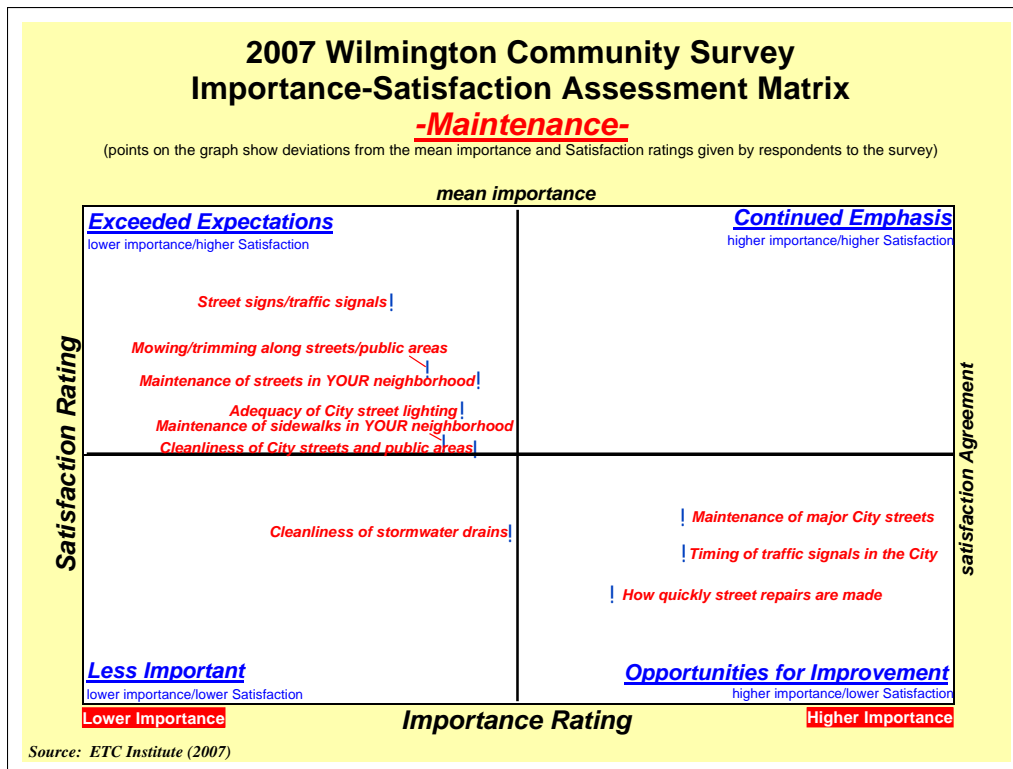 2007 Wilmington Community Survey
Importance-Satisfaction Assessment Matrix
-Maintenance-
(points on the graph show deviations from the mean importance and Satisfaction ratings given by respondents to the survey)
mean importance
Exceeded Expectations
lower importance/higher Satisfaction
Continued Emphasis
higher importance/higher Satisfaction
Street signs/traffic signals
Mowing/trimming along streets/public areas
Maintenance of streets in YOUR neighborhood
Adequacy of City street lighting
Maintenance of sidewalks in YOUR neighborhood
Cleanliness of City streets and public areas
Satisfaction Rating
satisfaction Agreement
Cleanliness of stormwater drains
Maintenance of major City streets
Timing of traffic signals in the City
How quickly street repairs are made
Less Important
lower importance/lower Satisfaction
Opportunities for Improvement
higher importance/lower Satisfaction
Lower Importance
Importance Rating
Higher Importance
Source: ETC Institute (2007)